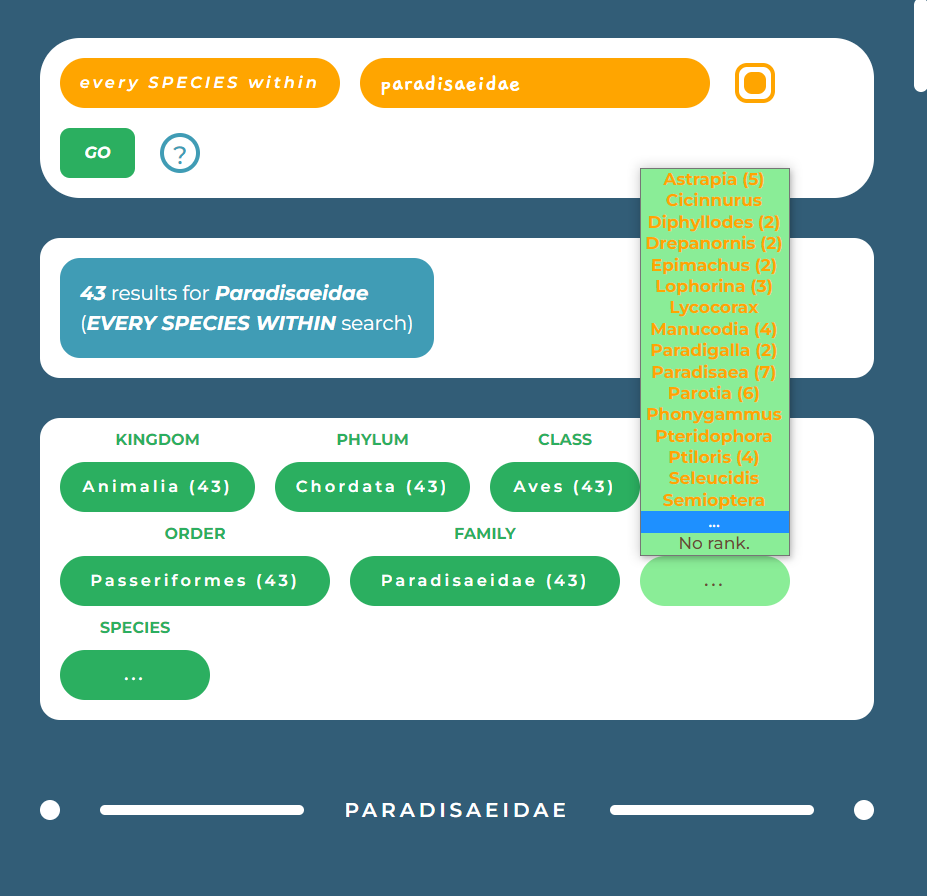 every SPECIES within
paradisaeidae
GO
?
43 results for Paradisaeidae
(EVERY SPECIES WITHIN search)
KINGDOM
PHYLUM
CLASS
Animalia (43)
Chordata (43)
Aves (43)
ORDER
FAMILY
Passeriformes (43)
Paradisaeidae (43)
...
Astrapia (5)
Cicinnurus
Diphyllodes (2)
Drepanornis (2)
Epimachus (2)
Lophorina (3)
Lycocorax
Manucodia (4)
Paradigalla (2)
Paradisaea (7)
Parotia (6)
Phonygammus
Pteridophora
Ptiloris (4)
Seleucidis
Semioptera
...
No rank.
SPECIES
...
PARADISAEIDAE